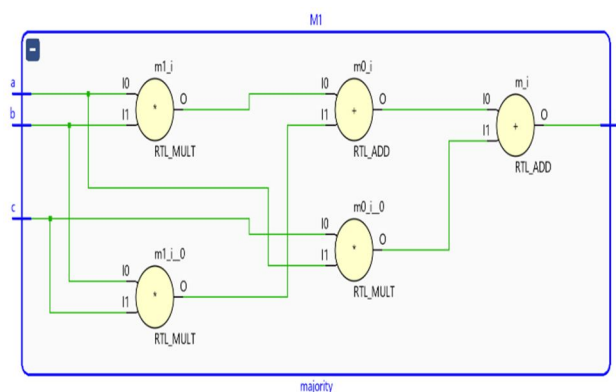 M1
-
a
b
c
m1_i
I0
I1
*
O
RTL_MULT
m0_i
I0
I1
+
O
RTL_ADD
m_i
I0
I1
+
O
RTL_ADD
m0_i__0
I0
I1
*
O
RTL_MULT
m1_i__0
I0
I1
*
O
RTL_MULT
majority